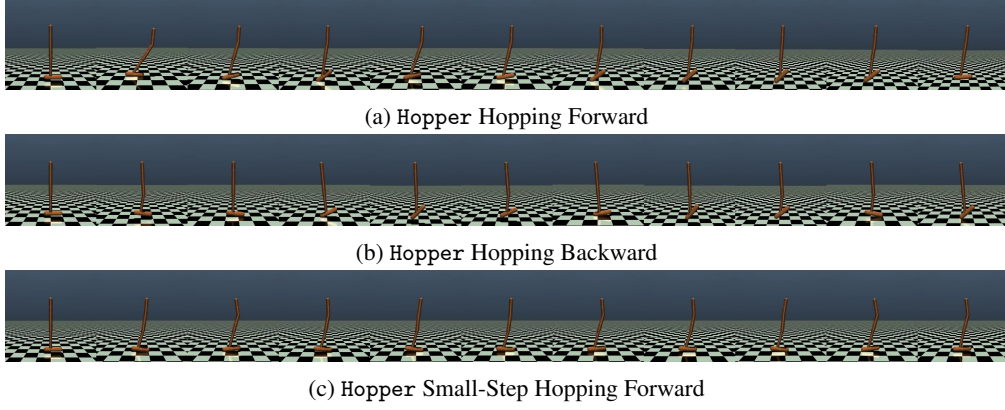 (a) Hopper Hopping Forward
(b) Hopper Hopping Backward
(c) Hopper Small-Step Hopping Forward